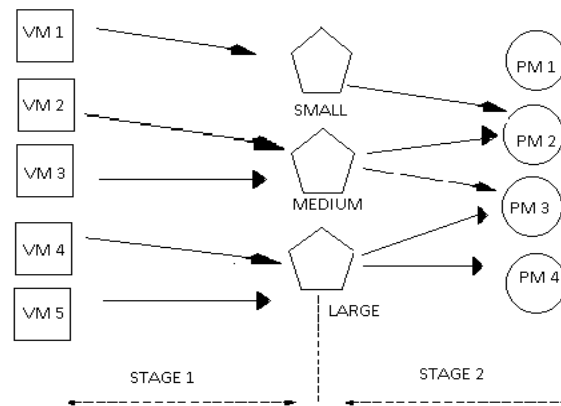 VM 1
PM 1
VM 2
SMALL
PM 2
VM 3
MEDIUM
PM 3
VM 4
PM 4
VM 5
LARGE
STAGE 1
STAGE 2